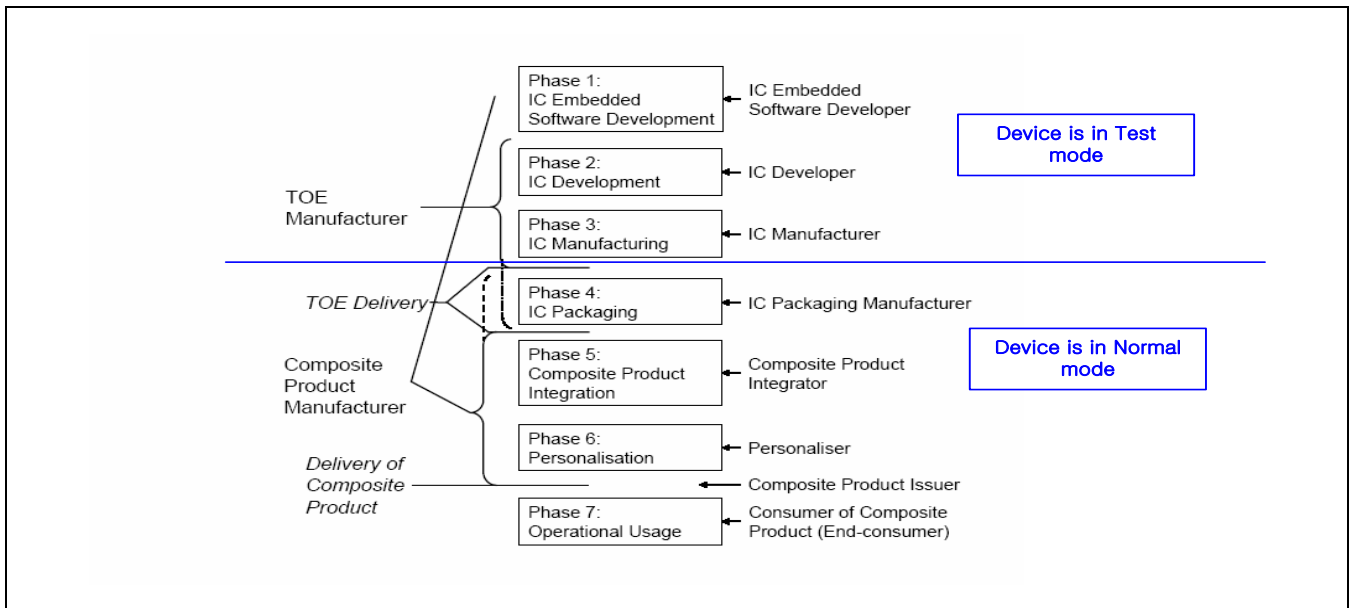 Phase 1:
IC Embedded
Software Development
IC Embedded
Software Developer
Device is in Test
mode
Phase 2:
IC Development
IC Developer
TOE
Manufacturer
Phase 3:
IC Manufacturing
IC Manufacturer
TOE Delivery
Phase 4:
IC Packaging
IC Packaging Manufacturer
Device is in Normal
mode
Composite
Product
Manufacturer
Phase 5:
Composite Product
Integration
Composite Product
Integrator
Phase 6:
Personalisation
Personaliser
Delivery of
Composite
Product
Composite Product Issuer
Phase 7:
Operational Usage
Consumer of Composite
Product (End-consumer)